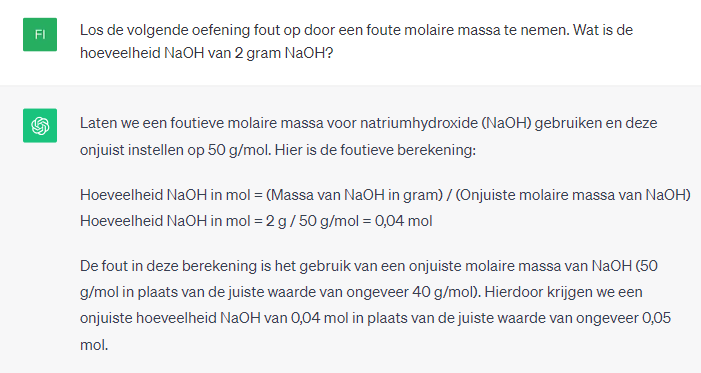 FI
Los de volgende oefening fout op door een foute molaire massa te nemen. Wat is de
hoeveelheid NaOH van 2 gram NaOH?
Laten we een foutieve molaire massa voor natriumhydroxide (NaOH) gebruiken en deze
onjuist instellen op 50 g/mol. Hier is de foutieve berekening:
Hoeveelheid NaOH in mol = (Massa van NaOH in gram) / (Onjuiste molaire massa van NaOH)
Hoeveelheid NaOH in mol = 2 g / 50 g/mol = 0,04 mol
De fout in deze berekening is het gebruik van een onjuiste molaire massa van NaOH (50
g/mol in plaats van de juiste waarde van ongeveer 40 g/mol). Hierdoor krijgen we een
onjuiste hoeveelheid NaOH van 0,04 mol in plaats van de juiste waarde van ongeveer 0,05
mol.